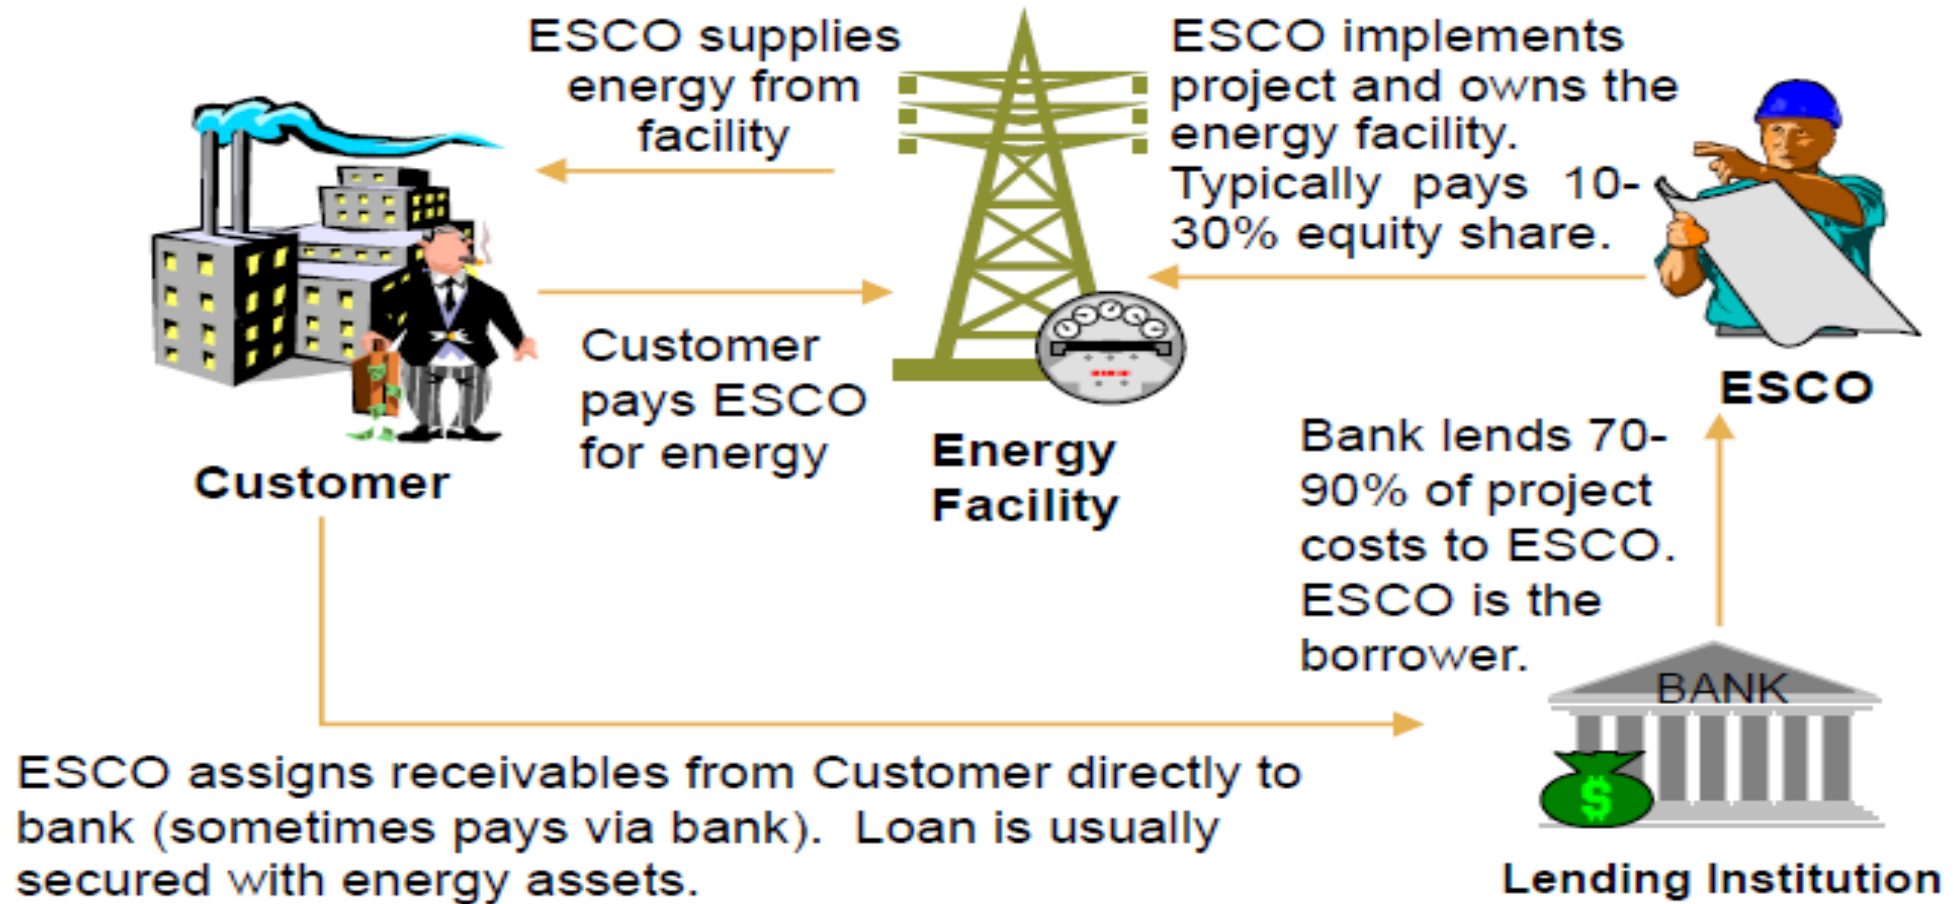 ESCO supplies
energy from
facility
ESCO implements
project and owns the
energy facility.
Typically pays 10-
30% equity share.
Customer
pays ESCO
for energy
Customer
Energy
Facility
ESCO
Bank lends 70-
90% of project
costs to ESCO.
ESCO is the
borrower.
BANK
$
ESCO assigns receivables from Customer directly to
bank (sometimes pays via bank). Loan is usually
secured with energy assets.
Lending Institution